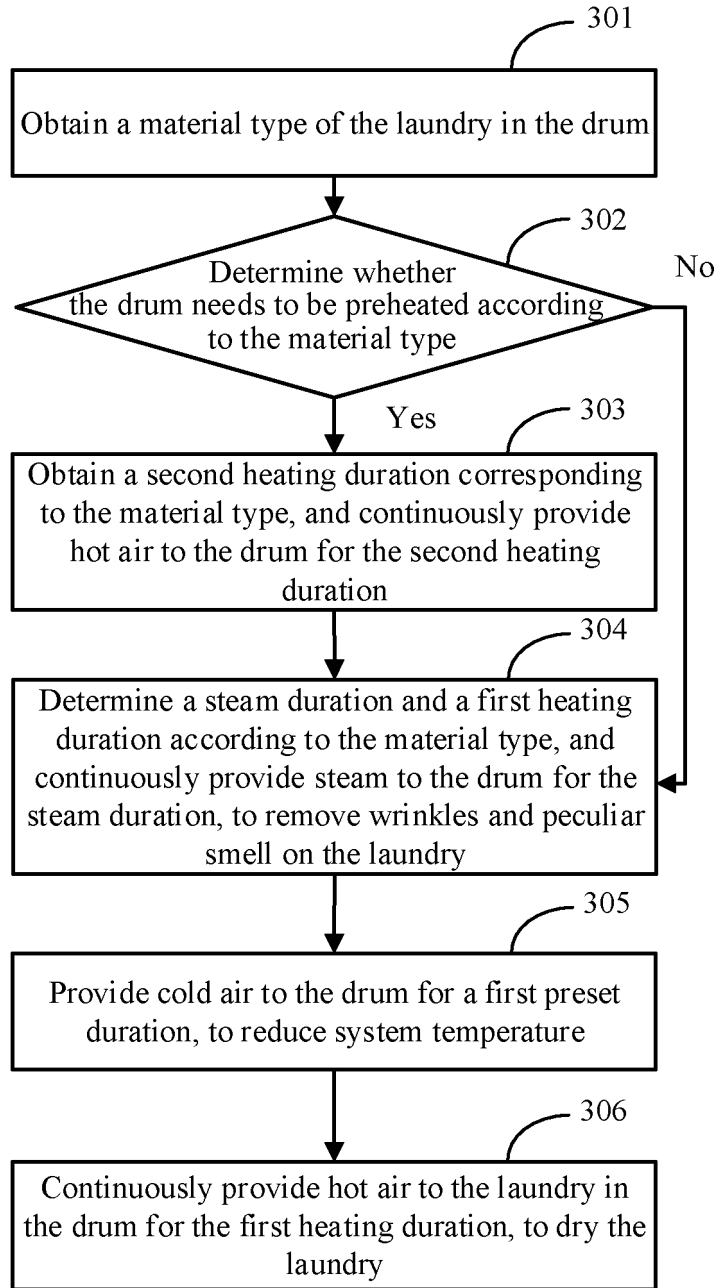 301
Obtain a material type of the laundry in the drum
302
Determine whether
the drum needs to be preheated according
to the material type
No
Yes
303
Obtain a second heating duration corresponding
to the material type, and continuously provide
hot air to the drum for the second heating
duration
304
Determine a steam duration and a first heating
duration according to the material type, and
continuously provide steam to the drum for the
steam duration, to remove wrinkles and peculiar
smell on the laundry
305
Provide cold air to the drum for a first preset
duration, to reduce system temperature
306
Continuously provide hot air to the laundry in
the drum for the first heating duration, to dry the
laundry